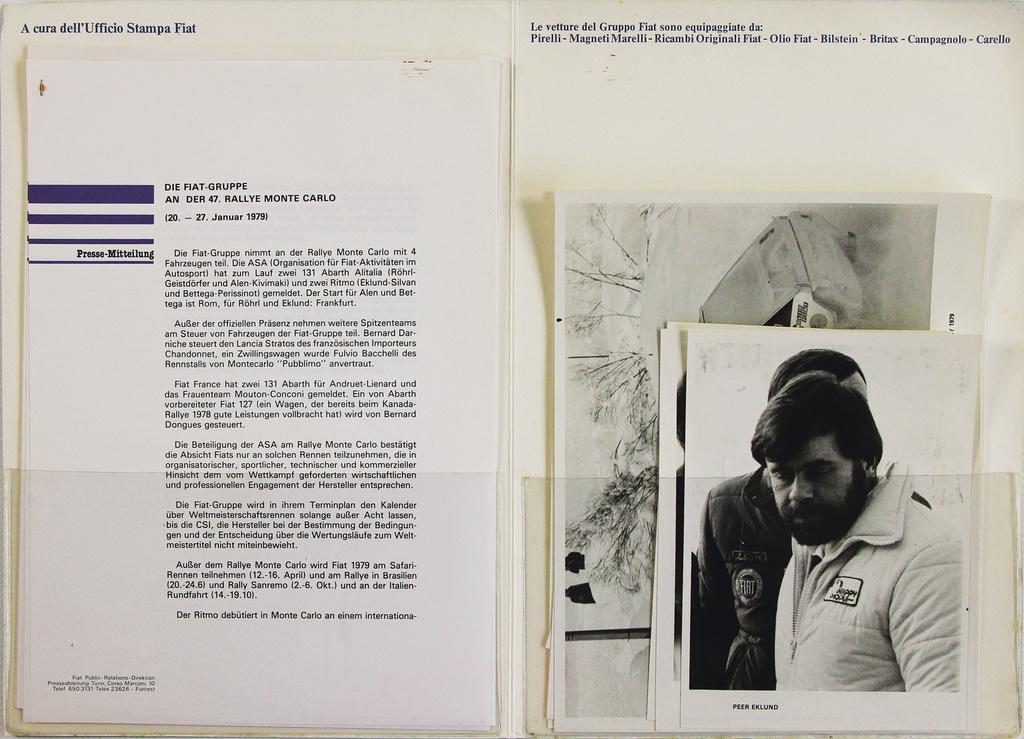 A cura dell'Ufficio Stampa Fiat
Presse-Mitteilung
DIE FIAT-GRUPPE
AN DER 47. RALLYE MONTE CARLO
(20. – 27. Januar 1979)
Die Fiat-Gruppe nimmt an der Rallye Monte Carlo mit 4
Fahrzeugen teil. Die ASA (Organisation für Fiat-Aktivitäten im
Autosport) hat zum Lauf zwei 131 Abarth Alitalia (Röhrl-
Geistdörfer und Alen-Kivimaki) und zwei Ritmo (Eklund-Silvan
und Bettega-Perissinot) gemeldet. Der Start für Alen und Bet-
tega ist Rom, für Röhrl und Eklund: Frankfurt.
Außer der offiziellen Präsenz nehmen weitere Spitzenteams
am Steuer von Fahrzeugen der Fiat-Gruppe teil. Bernard Dar-
niche steuert den Lancia Stratos des französischen Importeurs
Chandonnet, ein Zwillingswagen wurde Fulvio Bacchelli des
Rennstalls von Montecarlo "Pubblimo" anvertraut.
Fiat France hat zwei 131 Abarth für Andruet-Lienard und
das Frauenteam Mouton-Conconi gemeldet. Ein von Abarth
vorbereiteter Fiat 127 (ein Wagen, der bereits beim Kanada-
Rallye 1978 gute Leistungen vollbracht hat) wird von Bernard
Dongues gesteuert.
Die Beteiligung der ASA am Rallye Monte Carlo bestätigt
die Absicht Fiats nur an solchen Rennen teilzunehmen, die in
organisatorischer, sportlicher, technischer und kommerzieller
Hinsicht dem vom Wettkampf geforderten wirtschaftlichen
und professionellen Engagement der Hersteller entsprechen.
Die Fiat-Gruppe wird in ihrem Terminplan den Kalender
über Weltmeisterschaftsrennen solange außer Acht lassen,
bis die CSI, die Hersteller bei der Bestimmung der Bedingun-
gen und der Entscheidung über die Wertungsläufe zum Welt-
meistertitel nicht miteinbewieht.
Außer dem Rallye Monte Carlo wird Fiat 1979 am Safari-
Rennen teilnehmen (12.-16. April) und am Rallye in Brasilien
(20.-24.6) und Rally Sanremo (2.-6. Okt.) und an der Italien-
Rundfahrt (14.-19.10).
Der Ritmo debütiert in Monte Carlo an einem internationa-
Fiat Public-Relations-Direktion
Presseabteilung Turin, Corso Marconi, 10
Telef. 650.3131 Telex 23626 - Fiatrest
Le vetture del Gruppo Fiat sono equipaggiate da:
Pirelli - Magneti Marelli - Ricambi Originali Fiat - Olio Fiat - Bilstein - Britax - Campagnolo - Carello
1979
FIAT
PEER EKLUND